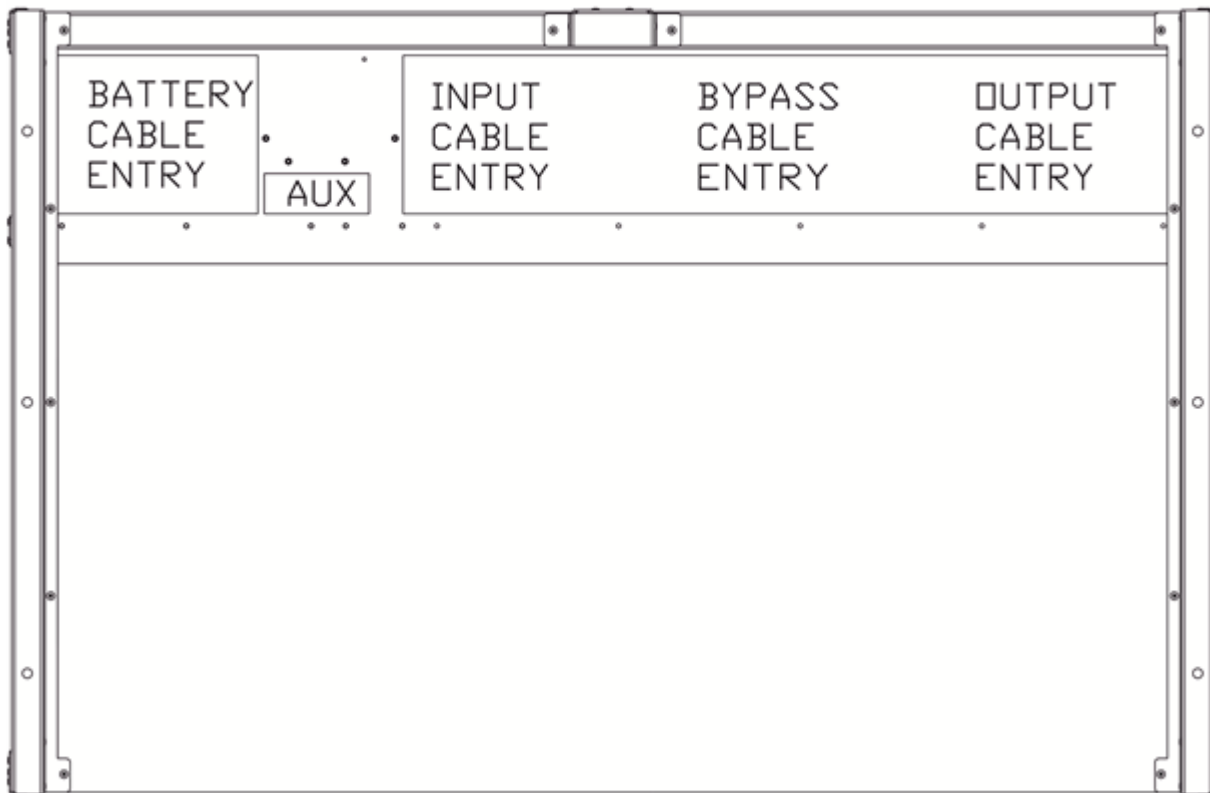 BATTERY
CABLE
ENTRY
AUX
INPUT
CABLE
ENTRY
BYPASS
CABLE
ENTRY
OUTPUT
CABLE
ENTRY